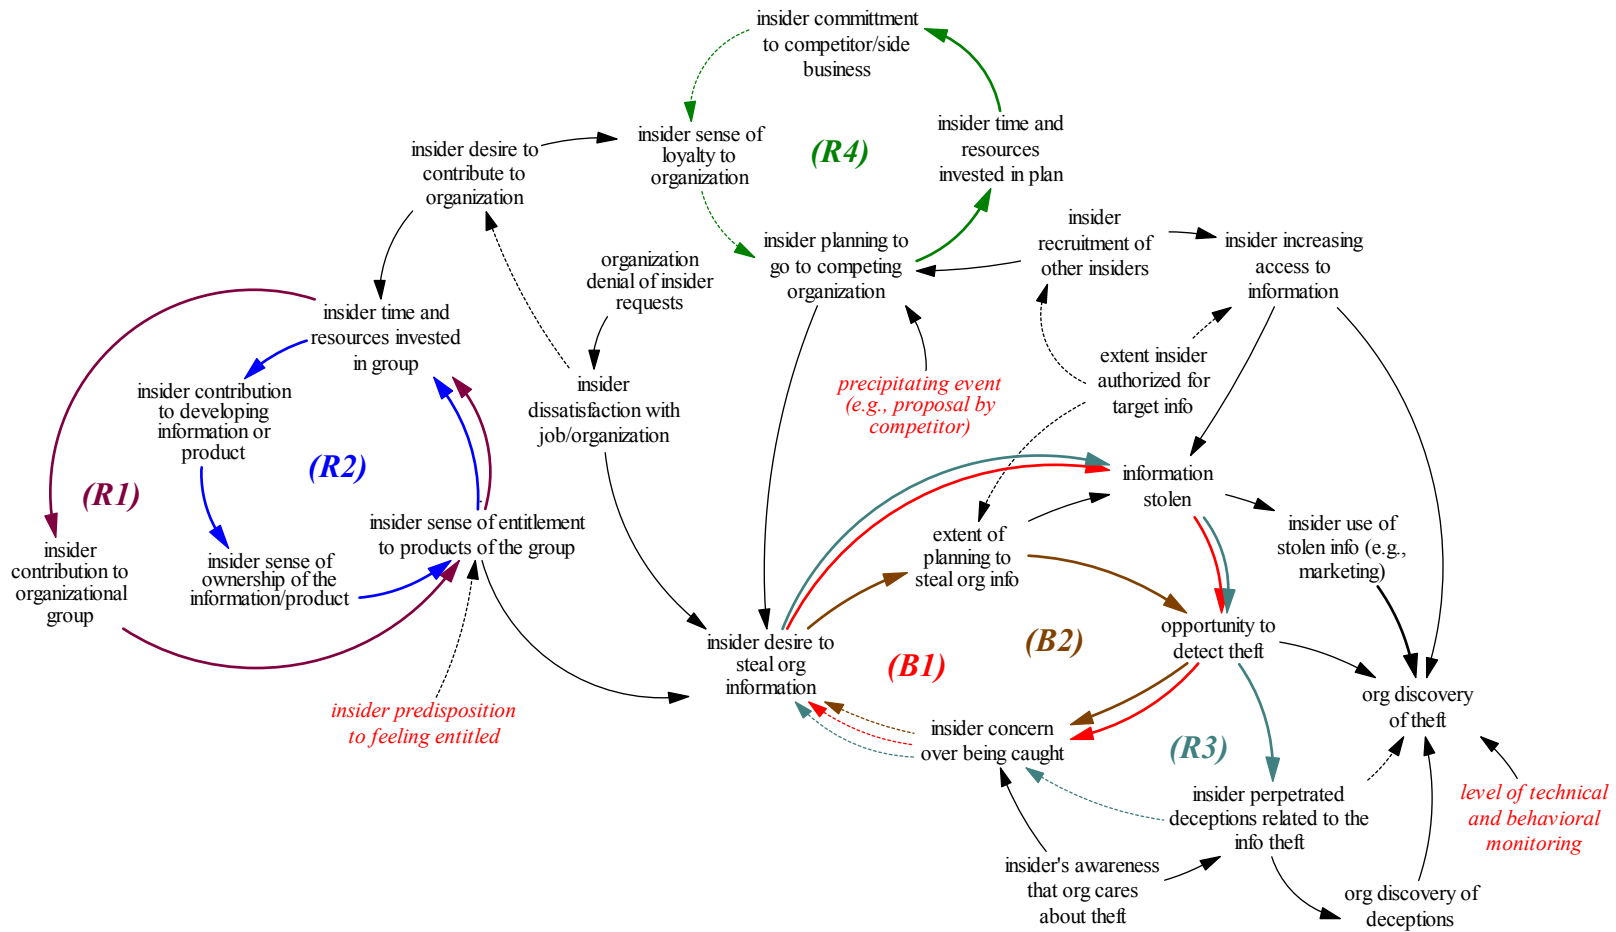 insider committment
to competitor/side
business
insider sense of
loyalty to
organization
(R4)
insider time and
resources
invested in plan
insider desire to
contribute to
organization
insider planning to
go to competing
organization
insider
recruitment of
other insiders
insider increasing
access to
information
organization
denial of insider
requests
insider time and
resources invested
in group
insider contribution
to developing
information or
product
insider
dissatisfaction with
job/organization
precipitating event
(e.g., proposal by
competitor)
extent insider
authorized for
target info
(R1)
(R2)
insider sense of entitlement
to products of the group
information
stolen
insider
contribution to
organizational
group
insider sense of
ownership of the
information/product
extent of
planning to
steal org info
insider use of
stolen info (e.g.,
marketing)
insider desire to
steal org
information
(B1)
(B2)
opportunity to
detect theft
insider predisposition
to feeling entitled
insider concern
over being caught
(R3)
org discovery
of theft
insider perpetrated
deceptions related to the
info theft
level of technical
and behavioral
monitoring
insider's awareness
that org cares
about theft
org discovery of
deceptions